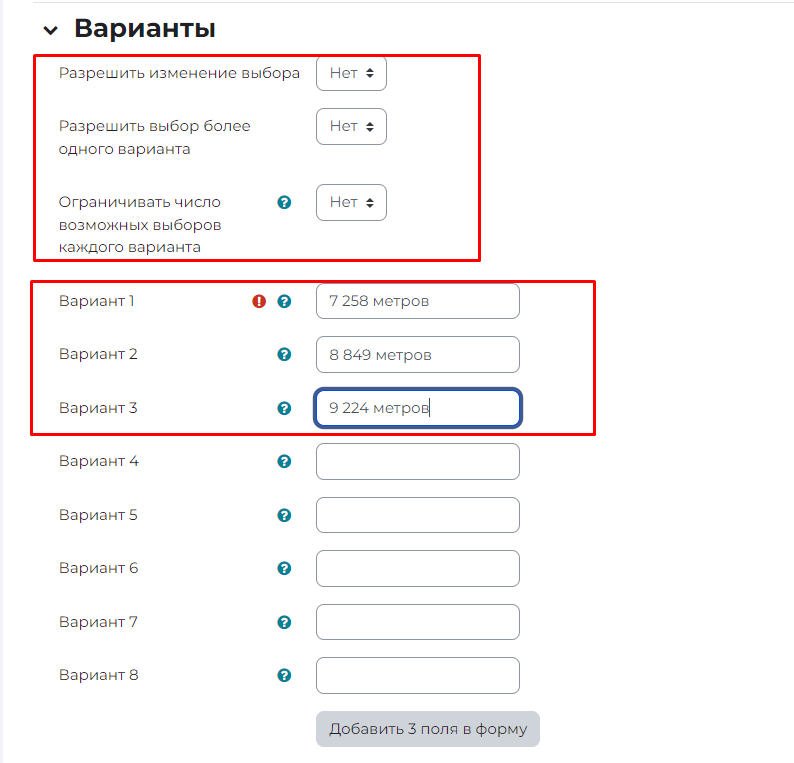 Варианты
Разрешить изменение выбора
Нет
Разрешить выбор более
одного варианта
Нет
Ограничивать число
возможных выборов
каждого варианта
Нет
Вариант 1
7 258 метров
Вариант 2
8 849 метров
Вариант 3
9 224 метров
Вариант 4
Вариант 5
Вариант 6
Вариант 7
Вариант 8
Добавить 3 поля в форму